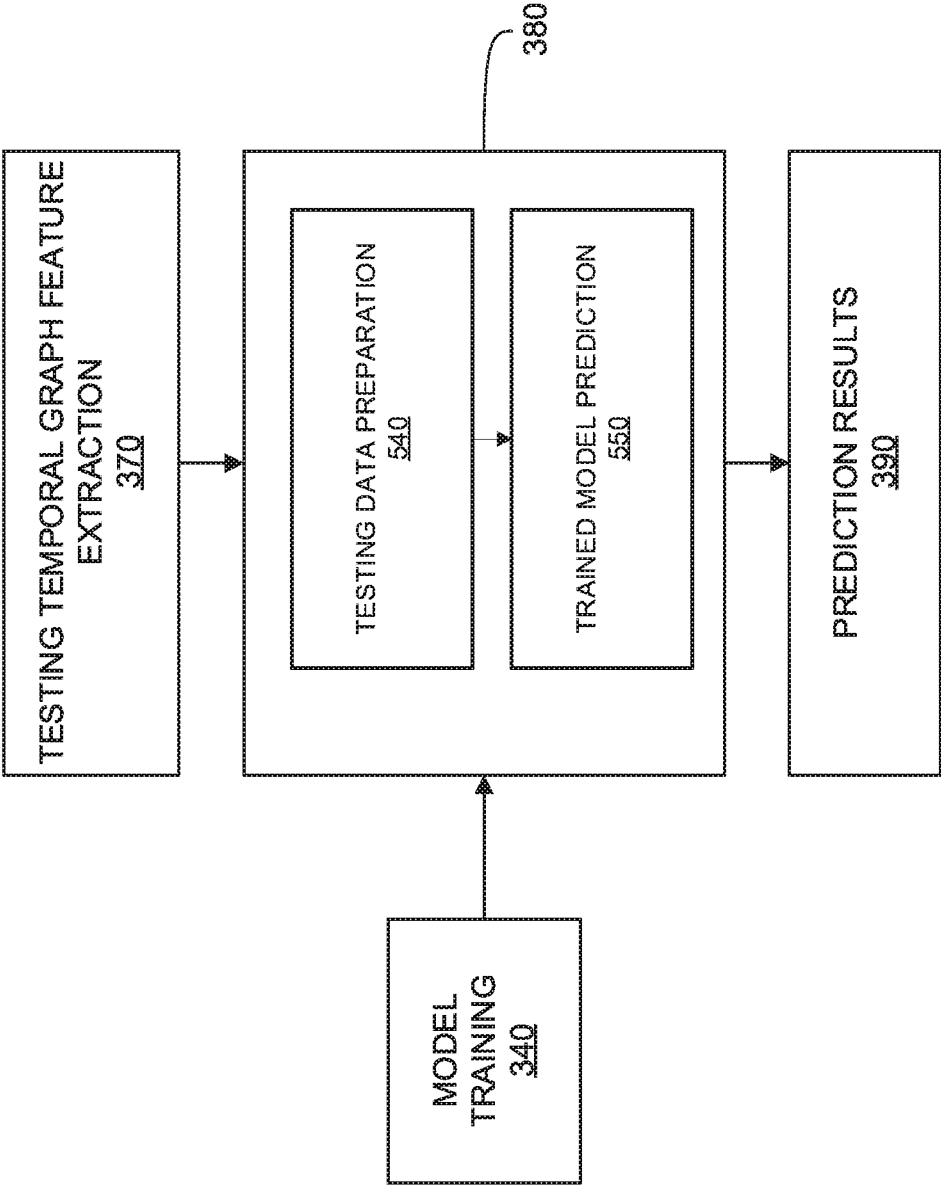 TESTING TEMPORAL GRAPH FEATURE
EXTRACTION
370
380
TESTING DATA PREPARATION
540
TRAINED MODEL PREDICTION
550
MODEL
TRAINING
340
PREDICTION RESULTS
390